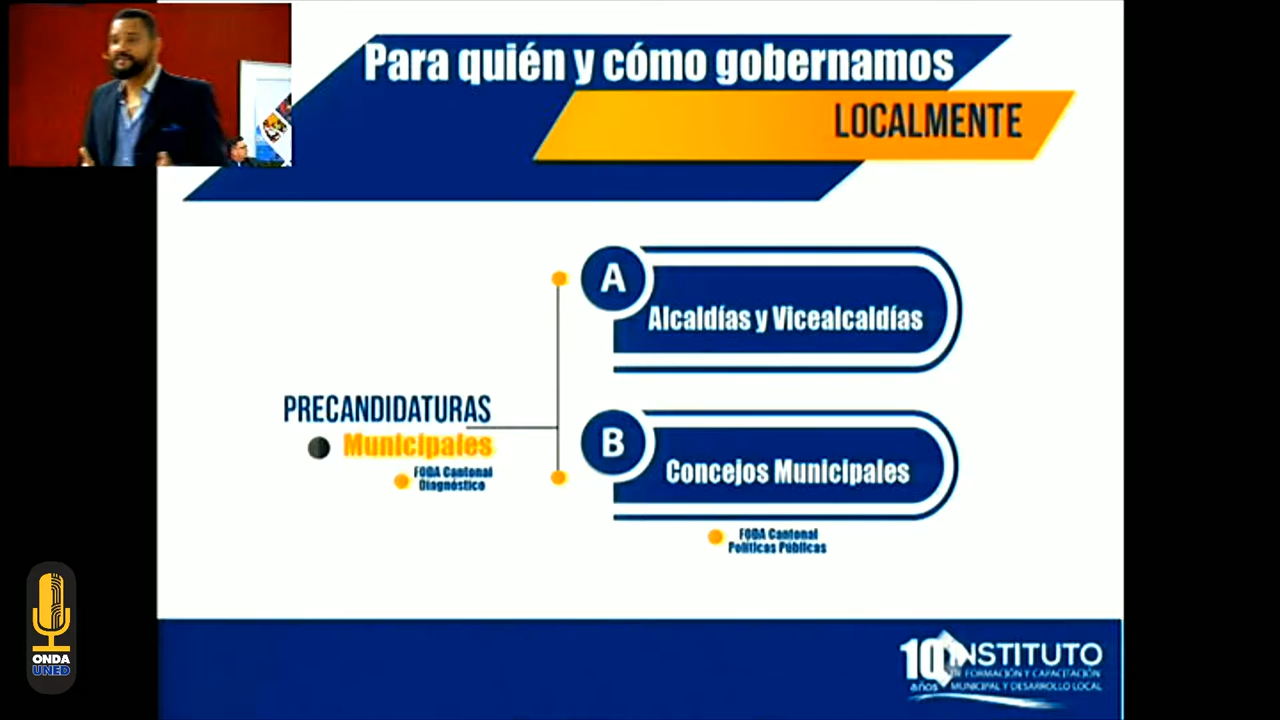 Para quién y cómo gobernamos
LOCALMENTE
A
Alcaldías y Vicealcaldías
PRECANDIDATURAS
Municipales
FODA Cantonal
Diagnóstico
B
Concejos Municipales
FODA Cantonal
Políticas Públicas
ONDA
UNED
10 años
INSTITUTO
DE FORMACIÓN Y CAPACITACIÓN
MUNICIPAL Y DESARROLLO LOCAL